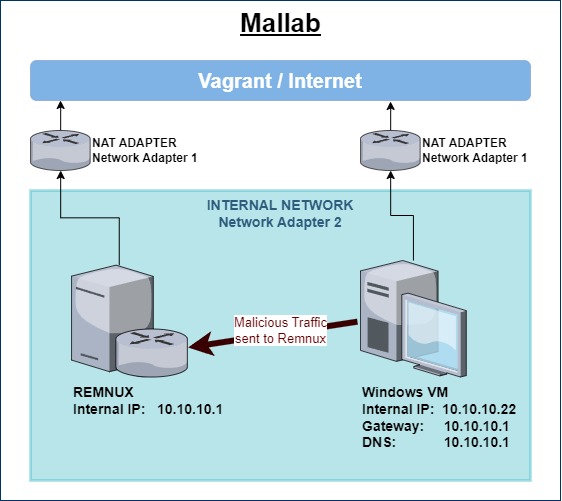 Mallab
Vagrant / Internet
NAT ADAPTER
Network Adapter 1
NAT ADAPTER
Network Adapter 1
INTERNAL NETWORK
Network Adapter 2
Malicious Traffic
sent to Remnux
REMNUX
Internal IP: 10.10.10.1
Windows VM
Internal IP: 10.10.10.22
Gateway: 10.10.10.1
DNS: 10.10.10.1